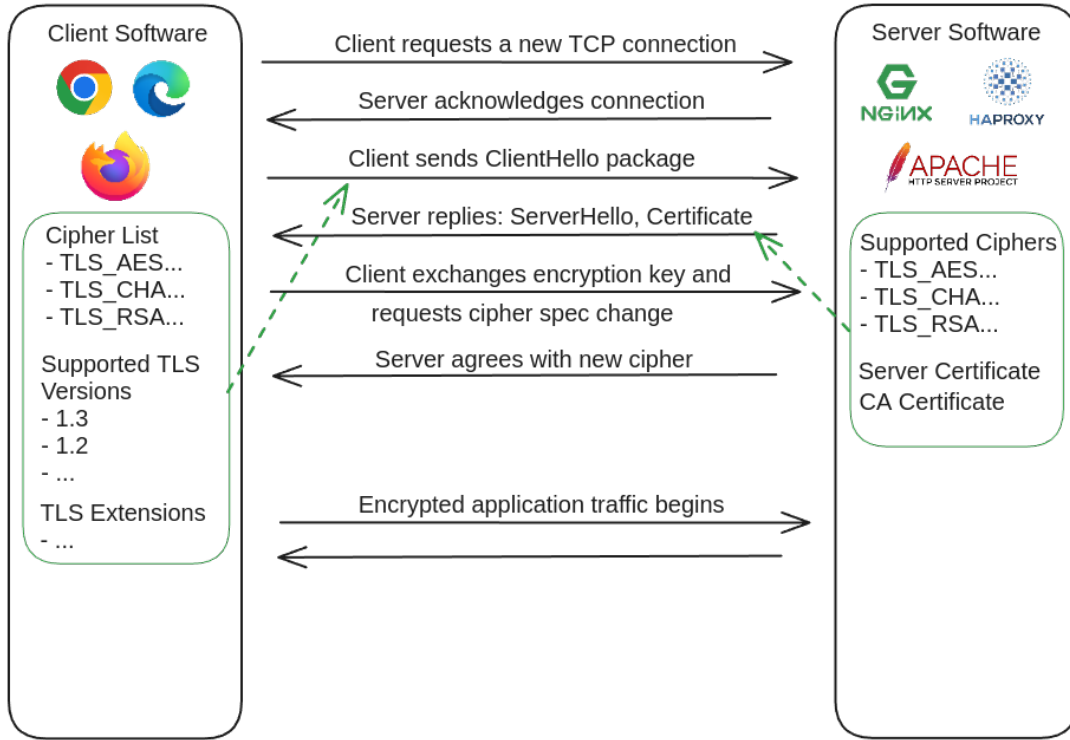 Client Software
Cipher List
- TLS_AES...
- TLS_CHA...
- TLS_RSA...
Supported TLS
Versions
- 1.3
- 1.2
- ...
TLS Extensions
- ...
Client requests a new TCP connection
Server acknowledges connection
Client sends ClientHello package
Server replies: ServerHello, Certificate
Client exchanges encryption key and
requests cipher spec change
Server agrees with new cipher
Encrypted application traffic begins
Server Software
G
NGINX
HAPROXY
APACHE
HTTP SERVER PROJECT
Supported Ciphers
- TLS_AES...
- TLS_CHA...
- TLS_RSA...
Server Certificate
CA Certificate